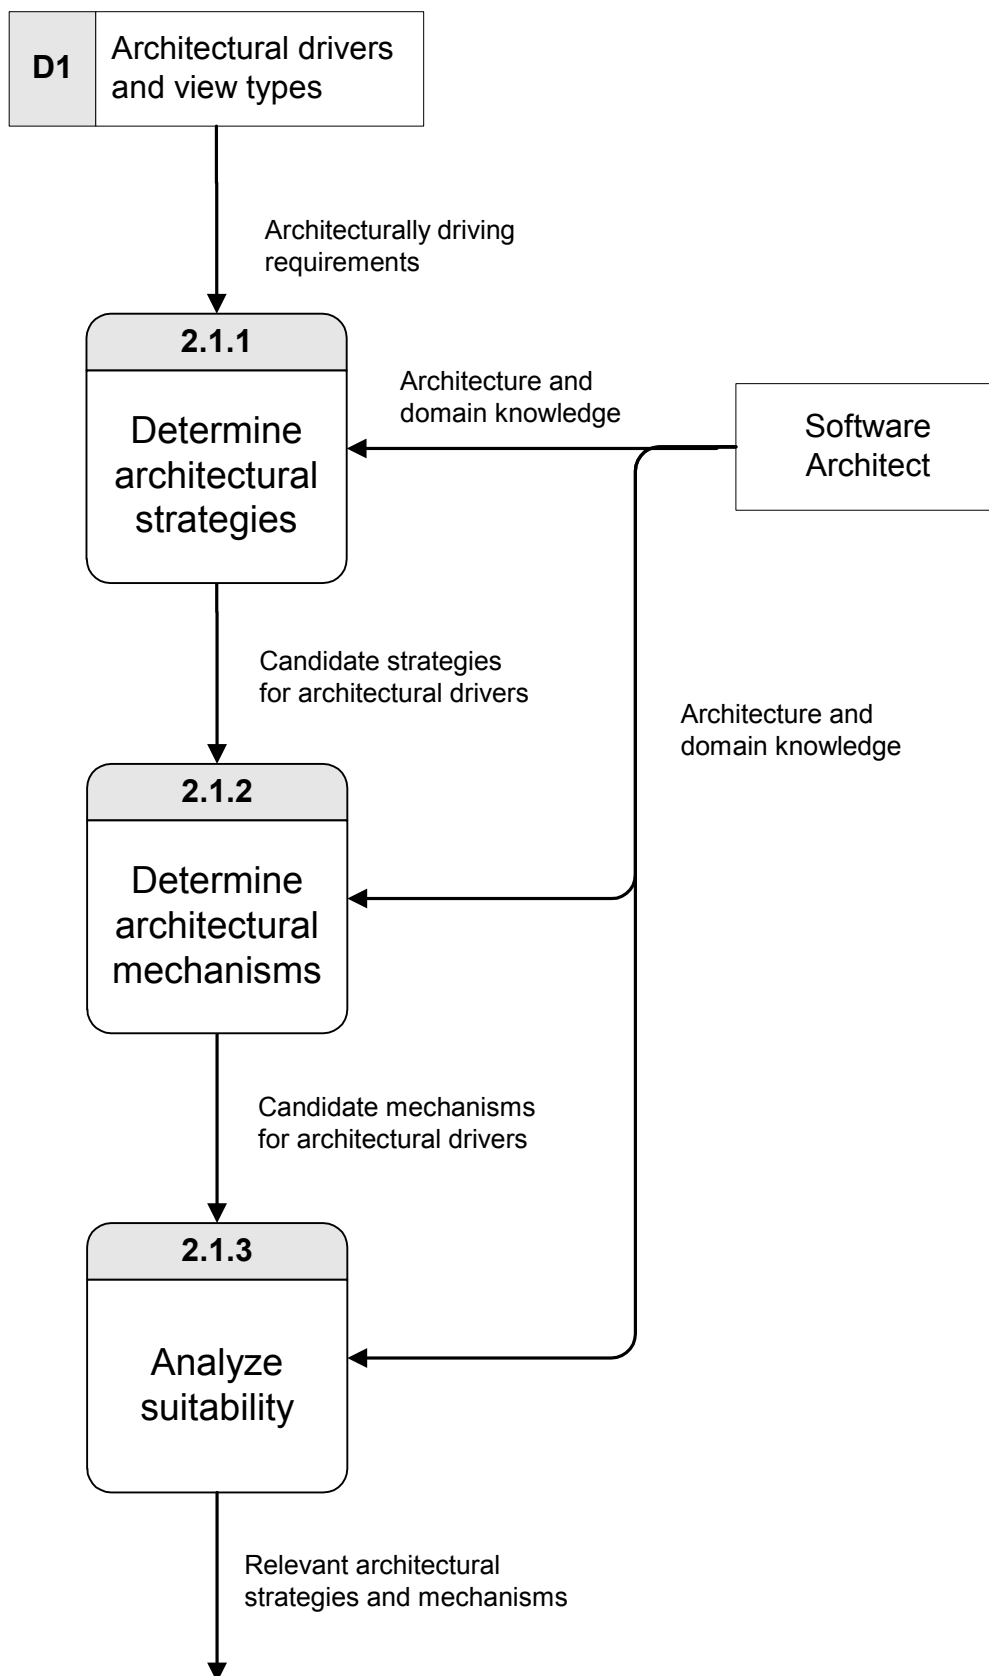 D1
Architectural drivers
and view types
Architecturally driving
requirements
2.1.1
Determine
architectural
strategies
Architecture and
domain knowledge
Software
Architect
Candidate strategies
for architectural drivers
Architecture and
domain knowledge
2.1.2
Determine
architectural
mechanisms
Candidate mechanisms
for architectural drivers
2.1.3
Analyze
suitability
Relevant architectural
strategies and mechanisms